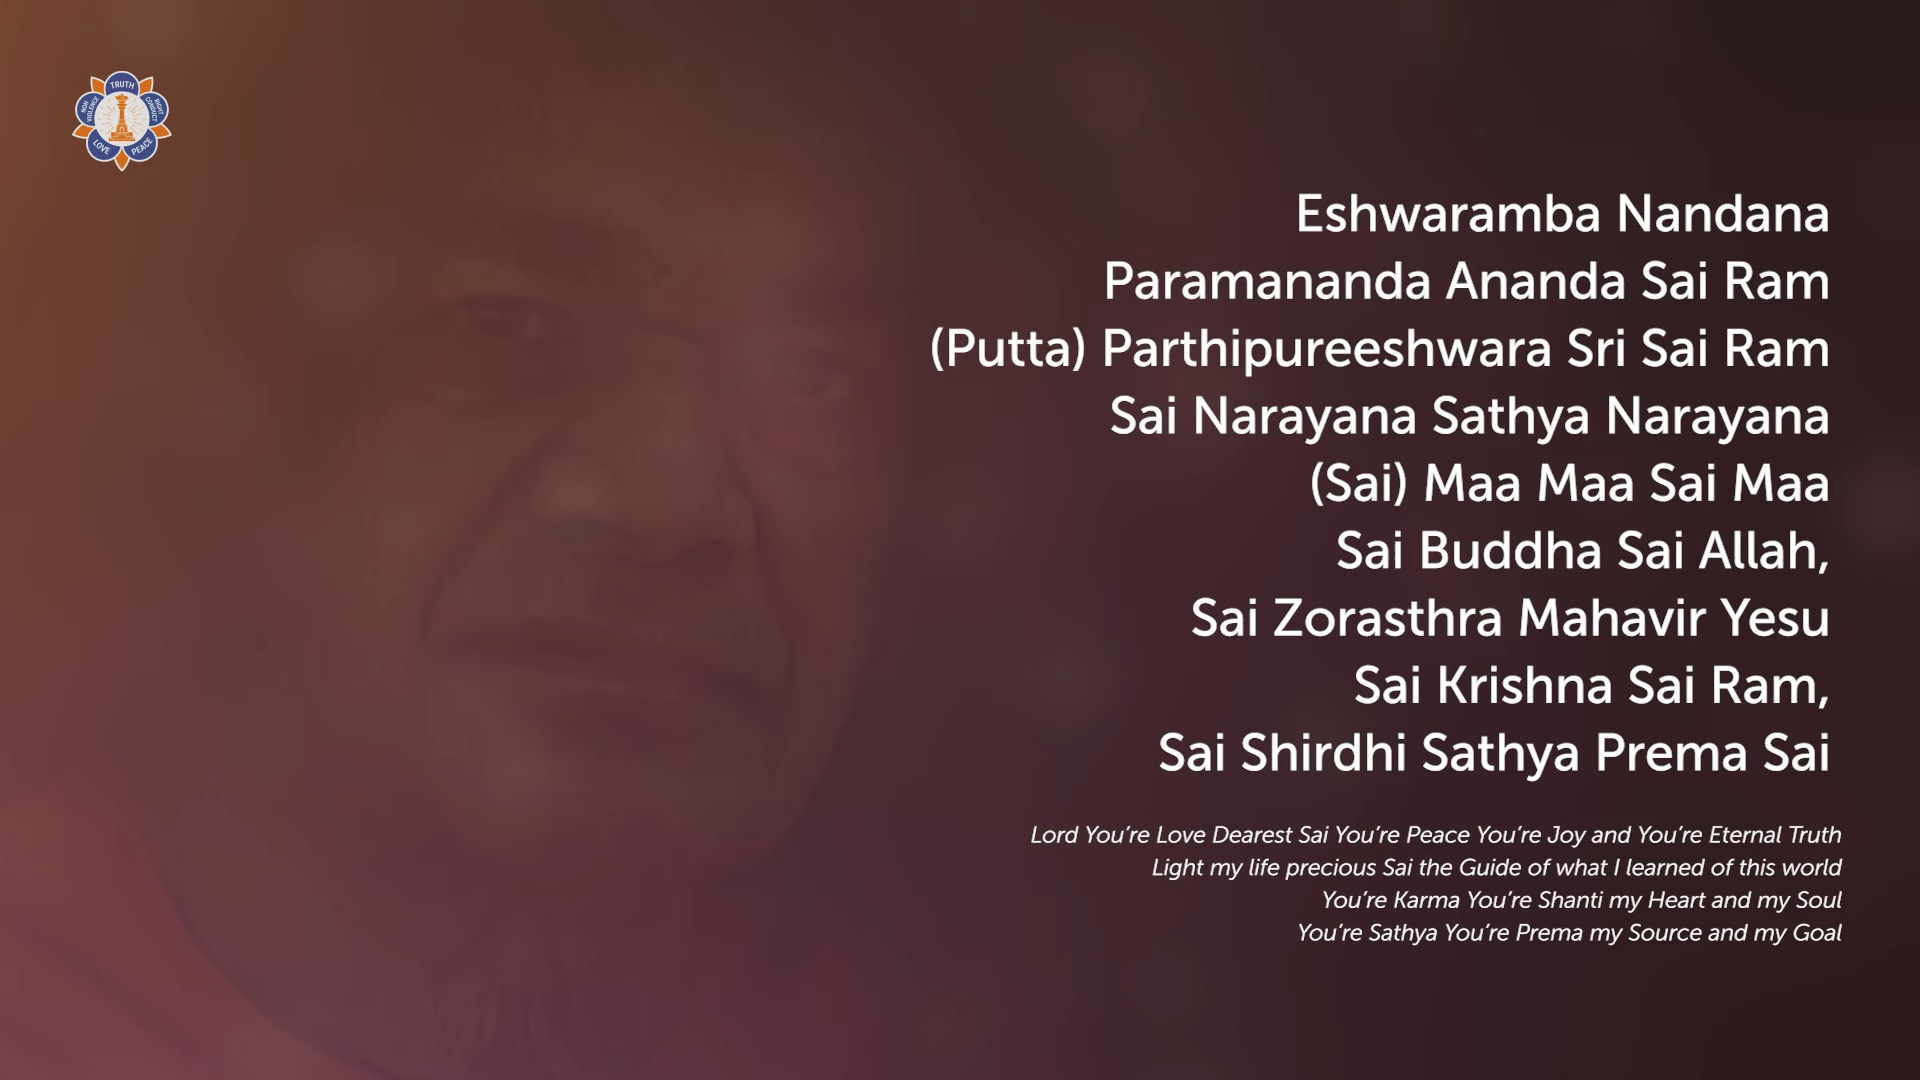 TRUTH
RIGHT CONDUCT
PEACE
LOVE
NON VIOLENCE
Eshwaramba Nandana
Paramananda Ananda Sai Ram
(Putta) Parthipureeshwara Sri Sai Ram
Sai Narayana Sathya Narayana
(Sai) Maa Maa Sai Maa
Sai Buddha Sai Allah,
Sai Zorasthra Mahavir Yesu
Sai Krishna Sai Ram,
Sai Shirdhi Sathya Prema Sai
Lord You’re Love Dearest Sai You’re Peace You’re Joy and You’re Eternal Truth
Light my life precious Sai the Guide of what I learned of this world
You’re Karma You’re Shanti my Heart and my Soul
You’re Sathya You’re Prema my Source and my Goal